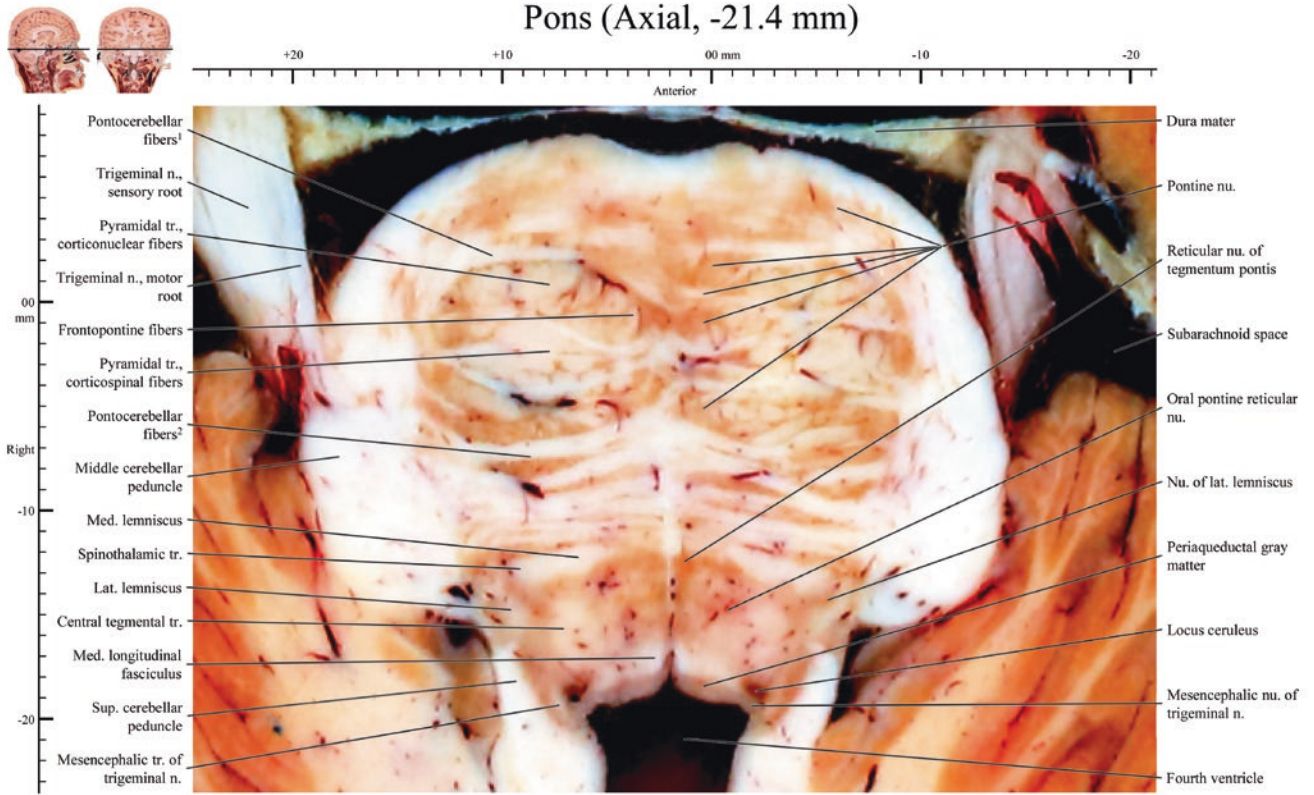 Pons (Axial, -21.4 mm)
+20
+10
00 mm
-10
-20
Anterior
Pontocerebellar
fibers¹
Trigeminal n.,
sensory root
Pyramidal tr.,
corticonuclear fibers
Trigeminal n., motor
root
00
mm
Frontopontine fibers
Pyramidal tr.,
corticospinal fibers
Pontocerebellar
fibers²
Right
Middle cerebellar
peduncle
-10
Med. lemniscus
Spinothalamic tr.
Lat. lemniscus
Central tegmental tr.
Med. longitudinal
fasciculus
Sup. cerebellar
peduncle
-20
Mesencephalic tr. of
trigeminal n.
Dura mater
Pontine nu.
Reticular nu. of
tegmentum pontis
Subarachnoid space
Oral pontine reticular
nu.
Nu. of lat. lemniscus
Periaqueductal gray
matter
Locus ceruleus
Mesencephalic nu. of
trigeminal n.
Fourth ventricle